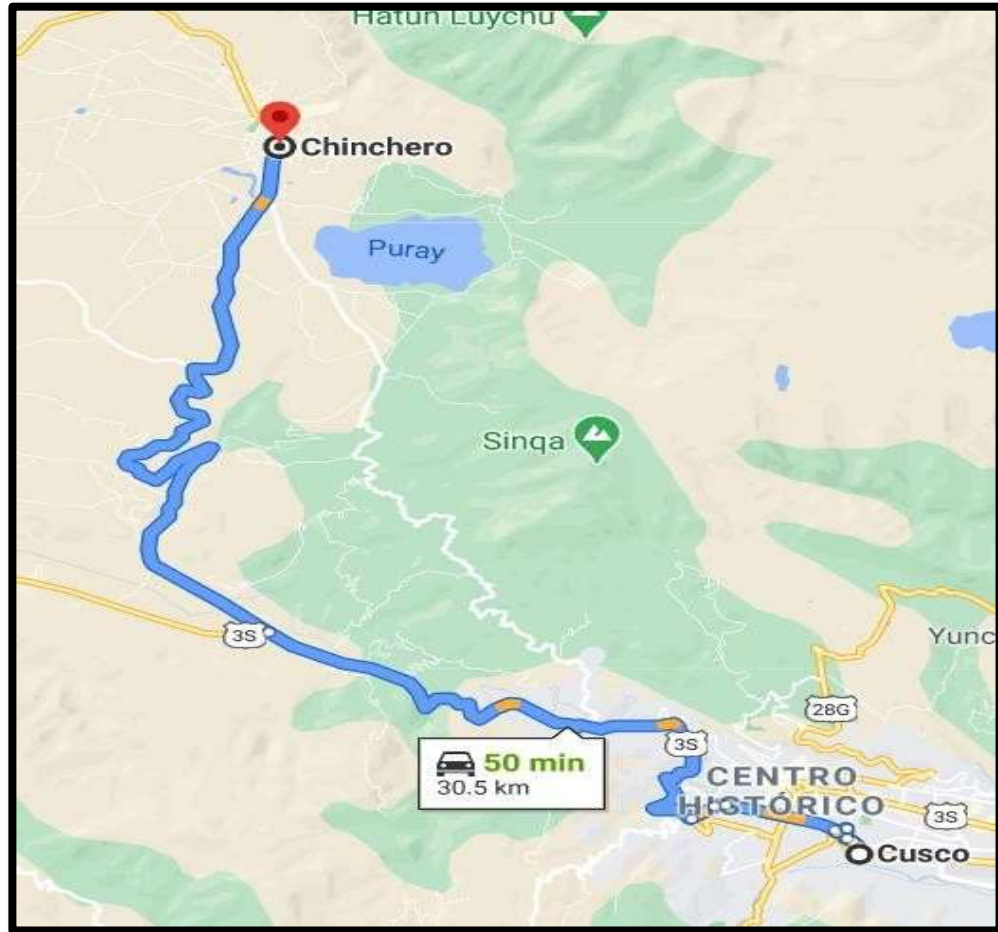 Hatun Luychu
Chinchero
Puray
Sinqa
3S
Yunc
28G
50 min
30.5 km
3S
CENTRO
HISTÓRICO
3S
Cusco